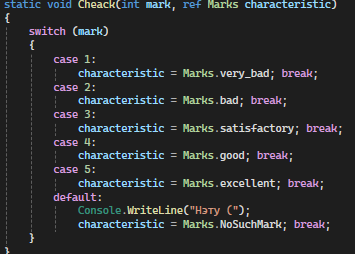 static void Cheack(int mark, ref Marks characteristic)
{
switch (mark)
{
case 1:
characteristic = Marks.very_bad; break;
case 2:
characteristic = Marks.bad; break;
case 3:
characteristic = Marks.satisfactory; break;
case 4:
characteristic = Marks.good; break;
case 5:
characteristic = Marks.excellent; break;
default:
Console.WriteLine("Нэту (");
characteristic = Marks.NoSuchMark; break;
}
}